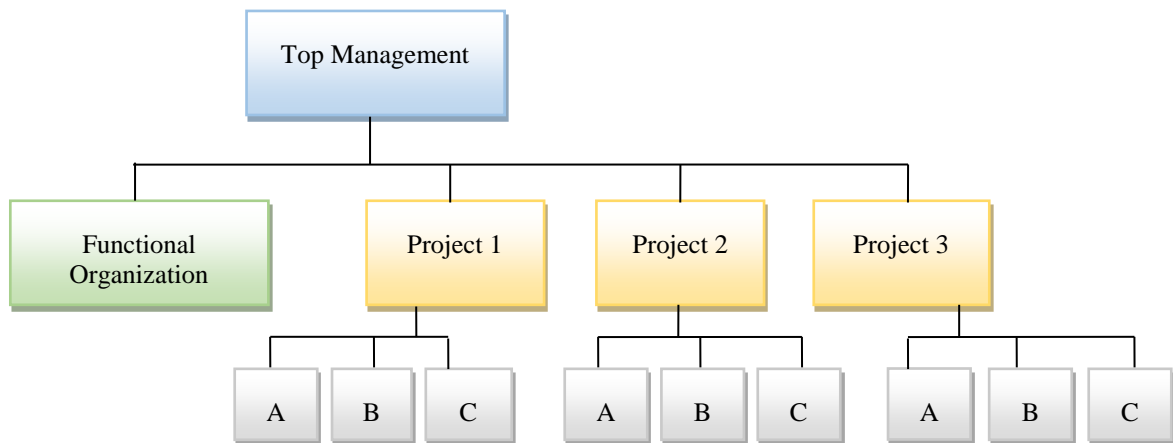 Top Management
Functional
Organization
Project 1
Project 2
Project 3
A
B
C
A
B
C
A
B
C